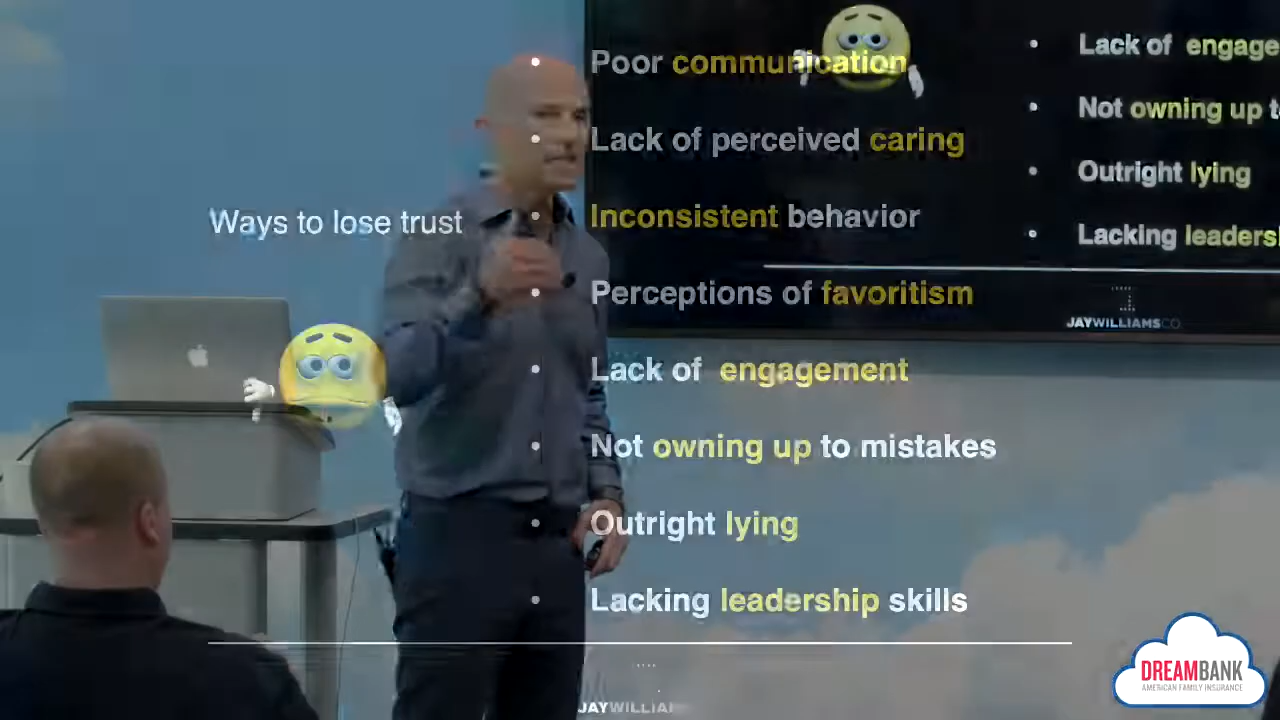 Ways to lose trust
Poor communication
Lack of perceived caring
Inconsistent behavior
Perceptions of favoritism
Lack of engagement
Not owning up to mistakes
Outright lying
Lacking leadership skills
Lack of
Not owning up
Outright lying
Lacking
JAYWILLIAMSCO
DREAMBANK
AMERICAN FAMILY INSURANCE